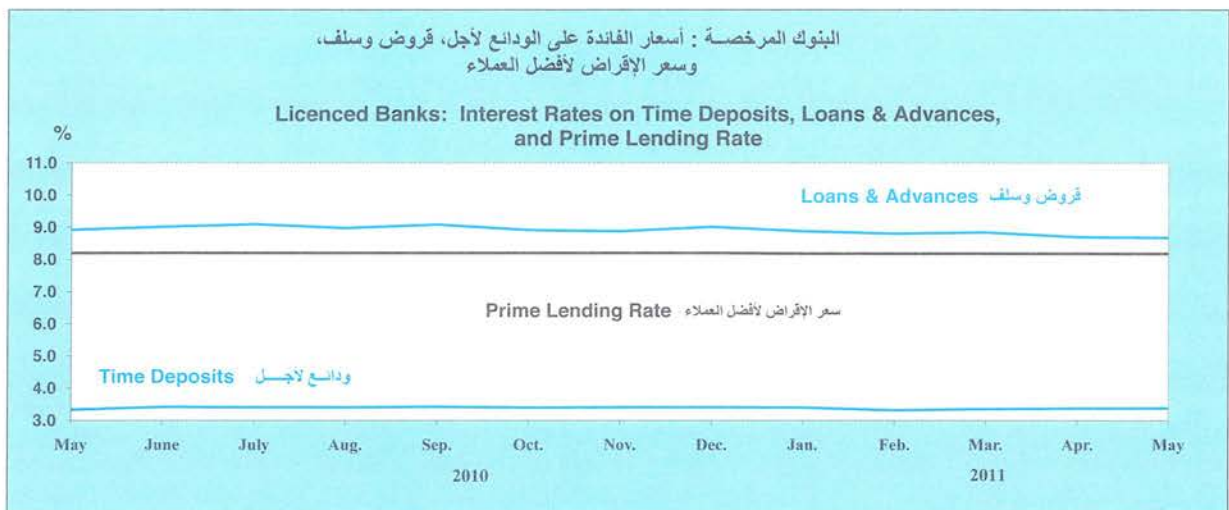 البنوك المرخصــة : أسعار الفائدة على الودائع لأجل، قروض وسلف،
وسعر الإقراض لأفضل العملاء
Licenced Banks: Interest Rates on Time Deposits, Loans & Advances,
and Prime Lending Rate
%
11.0
10.0
Loans & Advances قروض وسلف
9.0
8.0
7.0
Prime Lending Rate سعر الإقراض لأفضل العملاء
6.0
5.0
Time Deposits ودائــع لأجــــل
4.0
3.0
May June July Aug. Sep. Oct. Nov. Dec. Jan. Feb. Mar. Apr. May
2010 2011